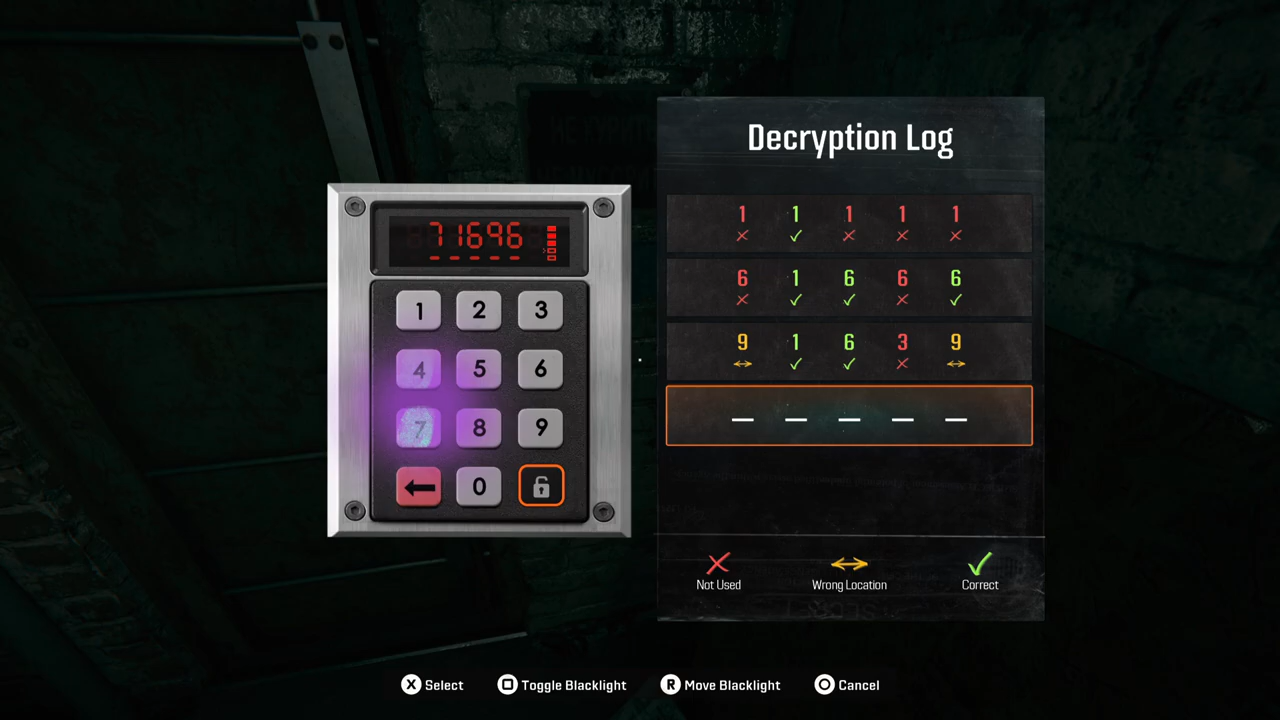 Decryption Log
71696
1 1 1 1 1
6 1 6 6 6
9 1 6 3 9
1 2 3
4 5 6
7 8 9
0
Not Used
Wrong Location
Correct
X Select
Toggle Blacklight
R Move Blacklight
Cancel